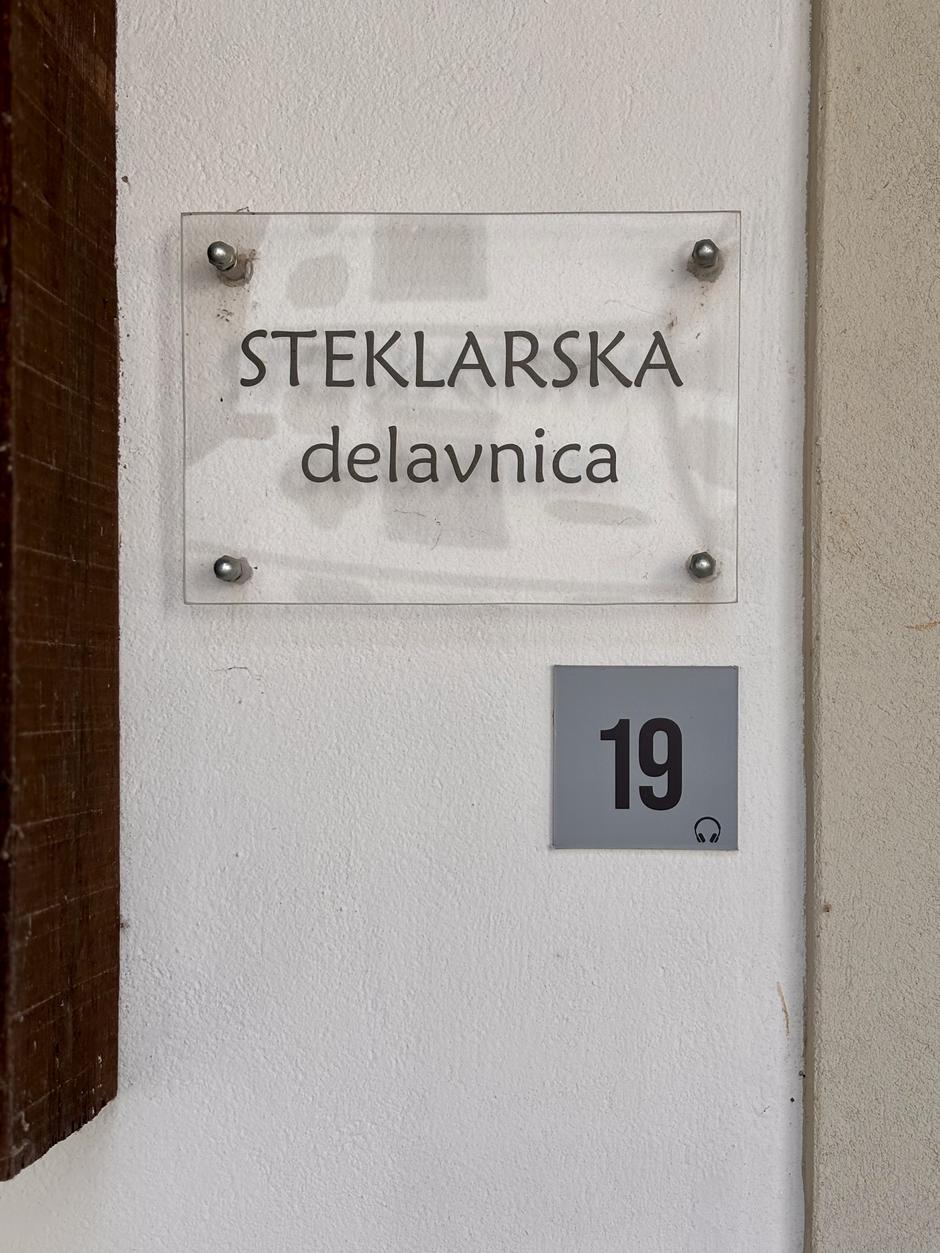 STEKLARSKA
delavnica
19